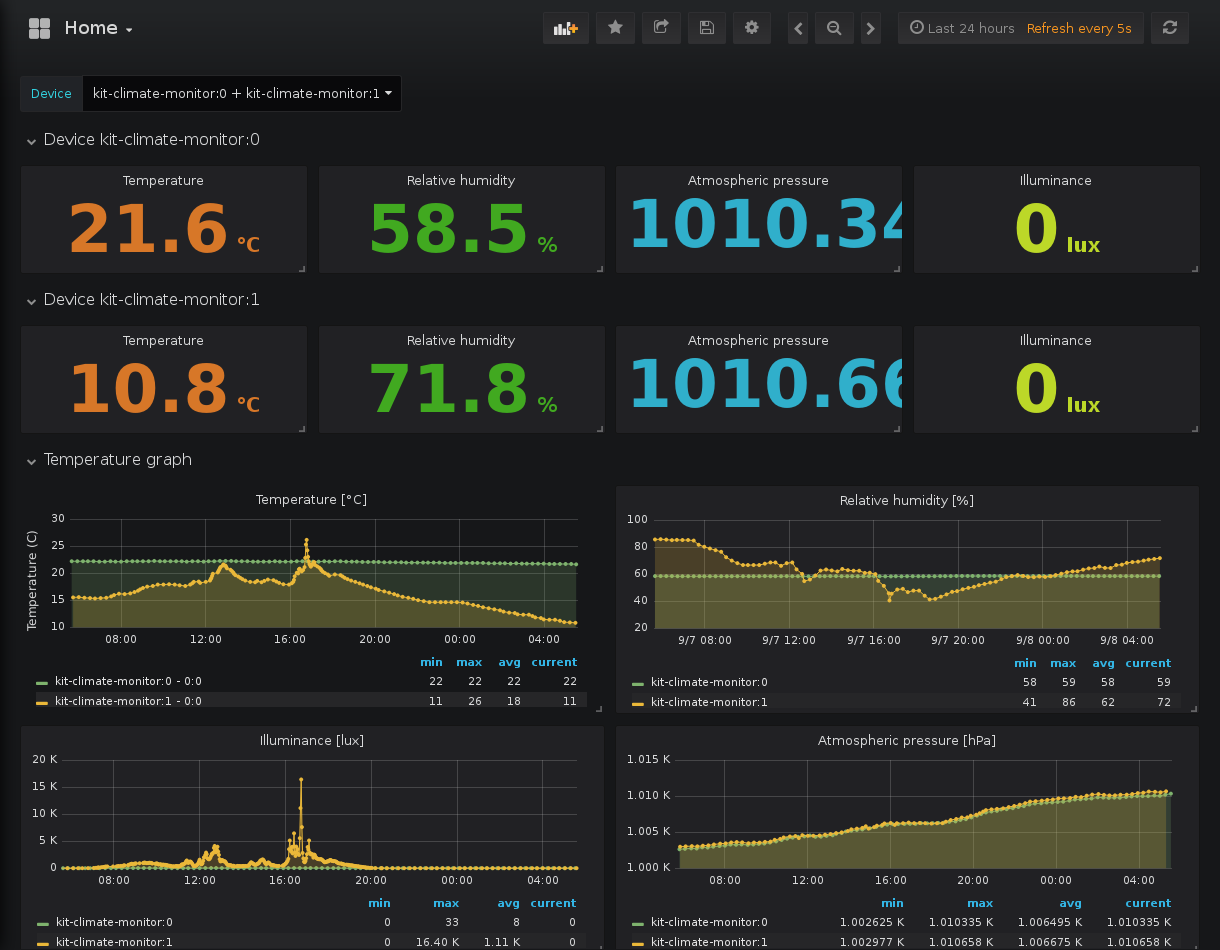 Home
Last 24 hours Refresh every 5s
Device kit-climate-monitor:0 + kit-climate-monitor:1
Device kit-climate-monitor:0
Temperature Relative humidity Atmospheric pressure Illuminance
21.6 °C 58.5 % 1010.34 0 lux
Device kit-climate-monitor:1
Temperature Relative humidity Atmospheric pressure Illuminance
10.8 °C 71.8 % 1010.66 0 lux
Temperature graph
Temperature [°C]
Temperature (C)
30
25
20
15
10
08:00 12:00 16:00 20:00 00:00 04:00
min max avg current
kit-climate-monitor:0 - 0:0 22 22 22 22
kit-climate-monitor:1 - 0:0 11 26 18 11
Relative humidity [%]
100
80
60
40
20
9/7 08:00 9/7 12:00 9/7 16:00 9/7 20:00 9/8 00:00 9/8 04:00
min max avg current
kit-climate-monitor:0 58 59 58 59
kit-climate-monitor:1 41 86 62 72
Illuminance [lux]
20 K
15 K
10 K
5 K
0
08:00 12:00 16:00 20:00 00:00 04:00
min max avg current
kit-climate-monitor:0 0 33 8 0
kit-climate-monitor:1 0 16.40 K 1.11 K 0
Atmospheric pressure [hPa]
1.015 K
1.010 K
1.005 K
1.000 K
08:00 12:00 16:00 20:00 00:00 04:00
min max avg current
kit-climate-monitor:0 1.002625 K 1.010335 K 1.006495 K 1.010335 K
kit-climate-monitor:1 1.002977 K 1.010658 K 1.006675 K 1.010658 K